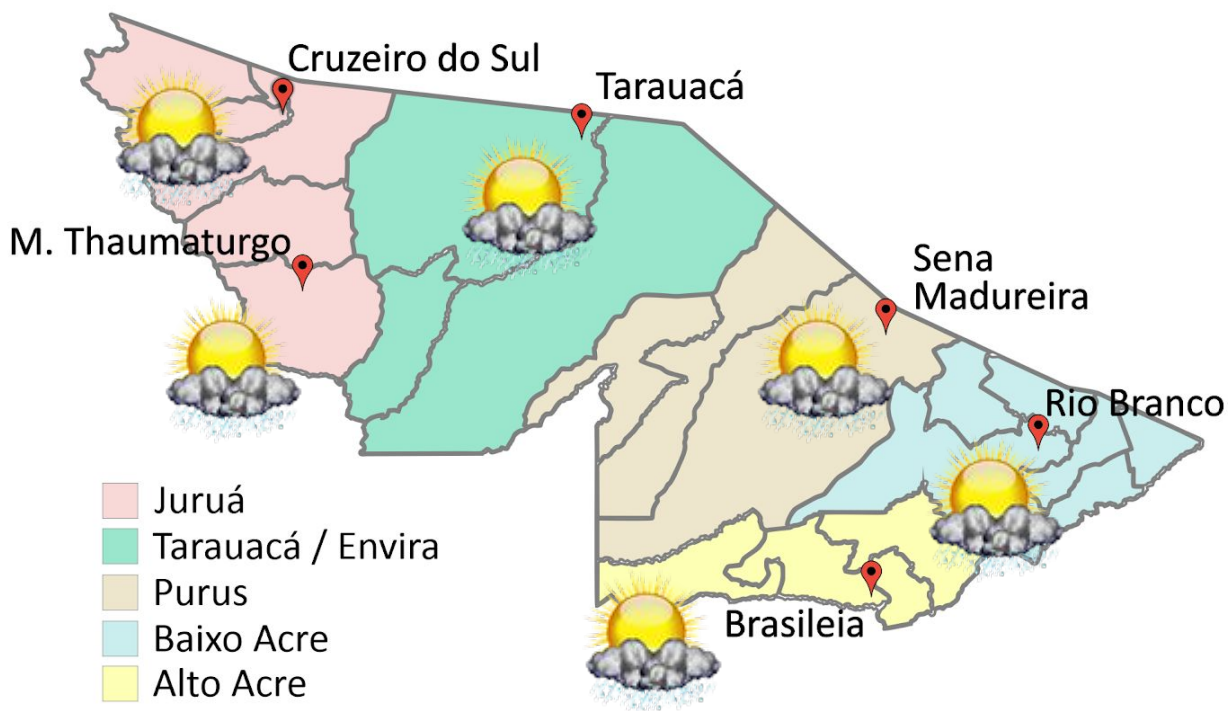 Cruzeiro do Sul
Tarauacá
M. Thaumaturgo
Sena
Madureira
Rio Branco
Brasileia
Juruá
Tarauacá / Envira
Purus
Baixo Acre
Alto Acre